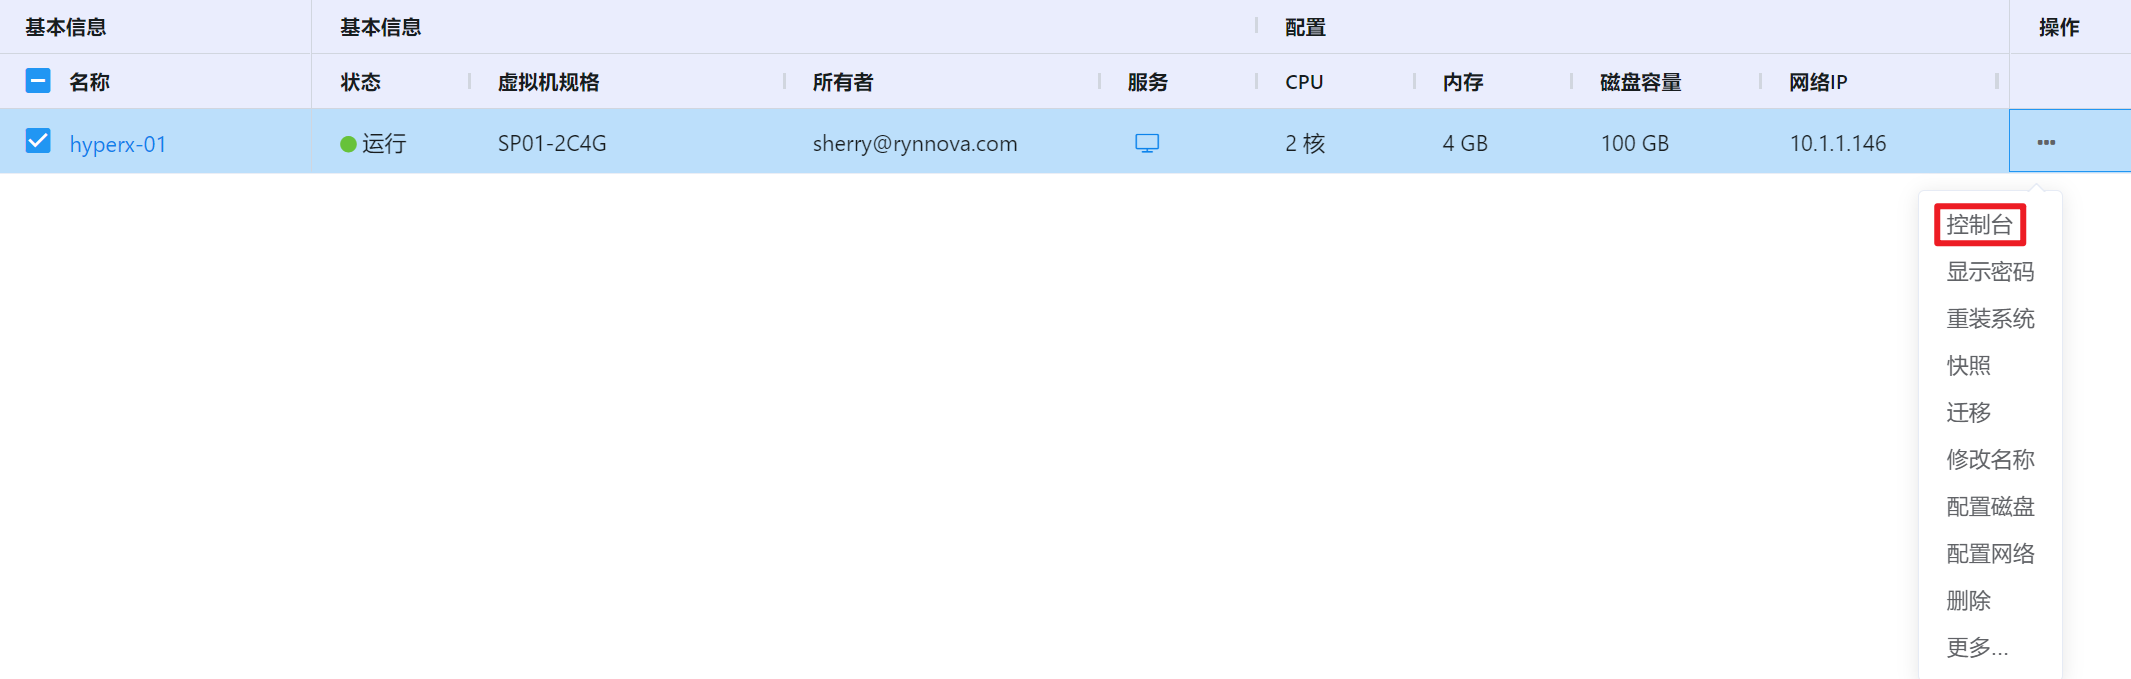 基本信息 基本信息 配置 操作
名称 状态 虚拟机规格 所有者 服务 CPU 内存 磁盘容量 网络IP
hyperx-01 运行 SP01-2C4G sherry@rynnova.com 2 核 4 GB 100 GB 10.1.1.146 •••
控制台
显示密码
重装系统
快照
迁移
修改名称
配置磁盘
配置网络
删除
更多...